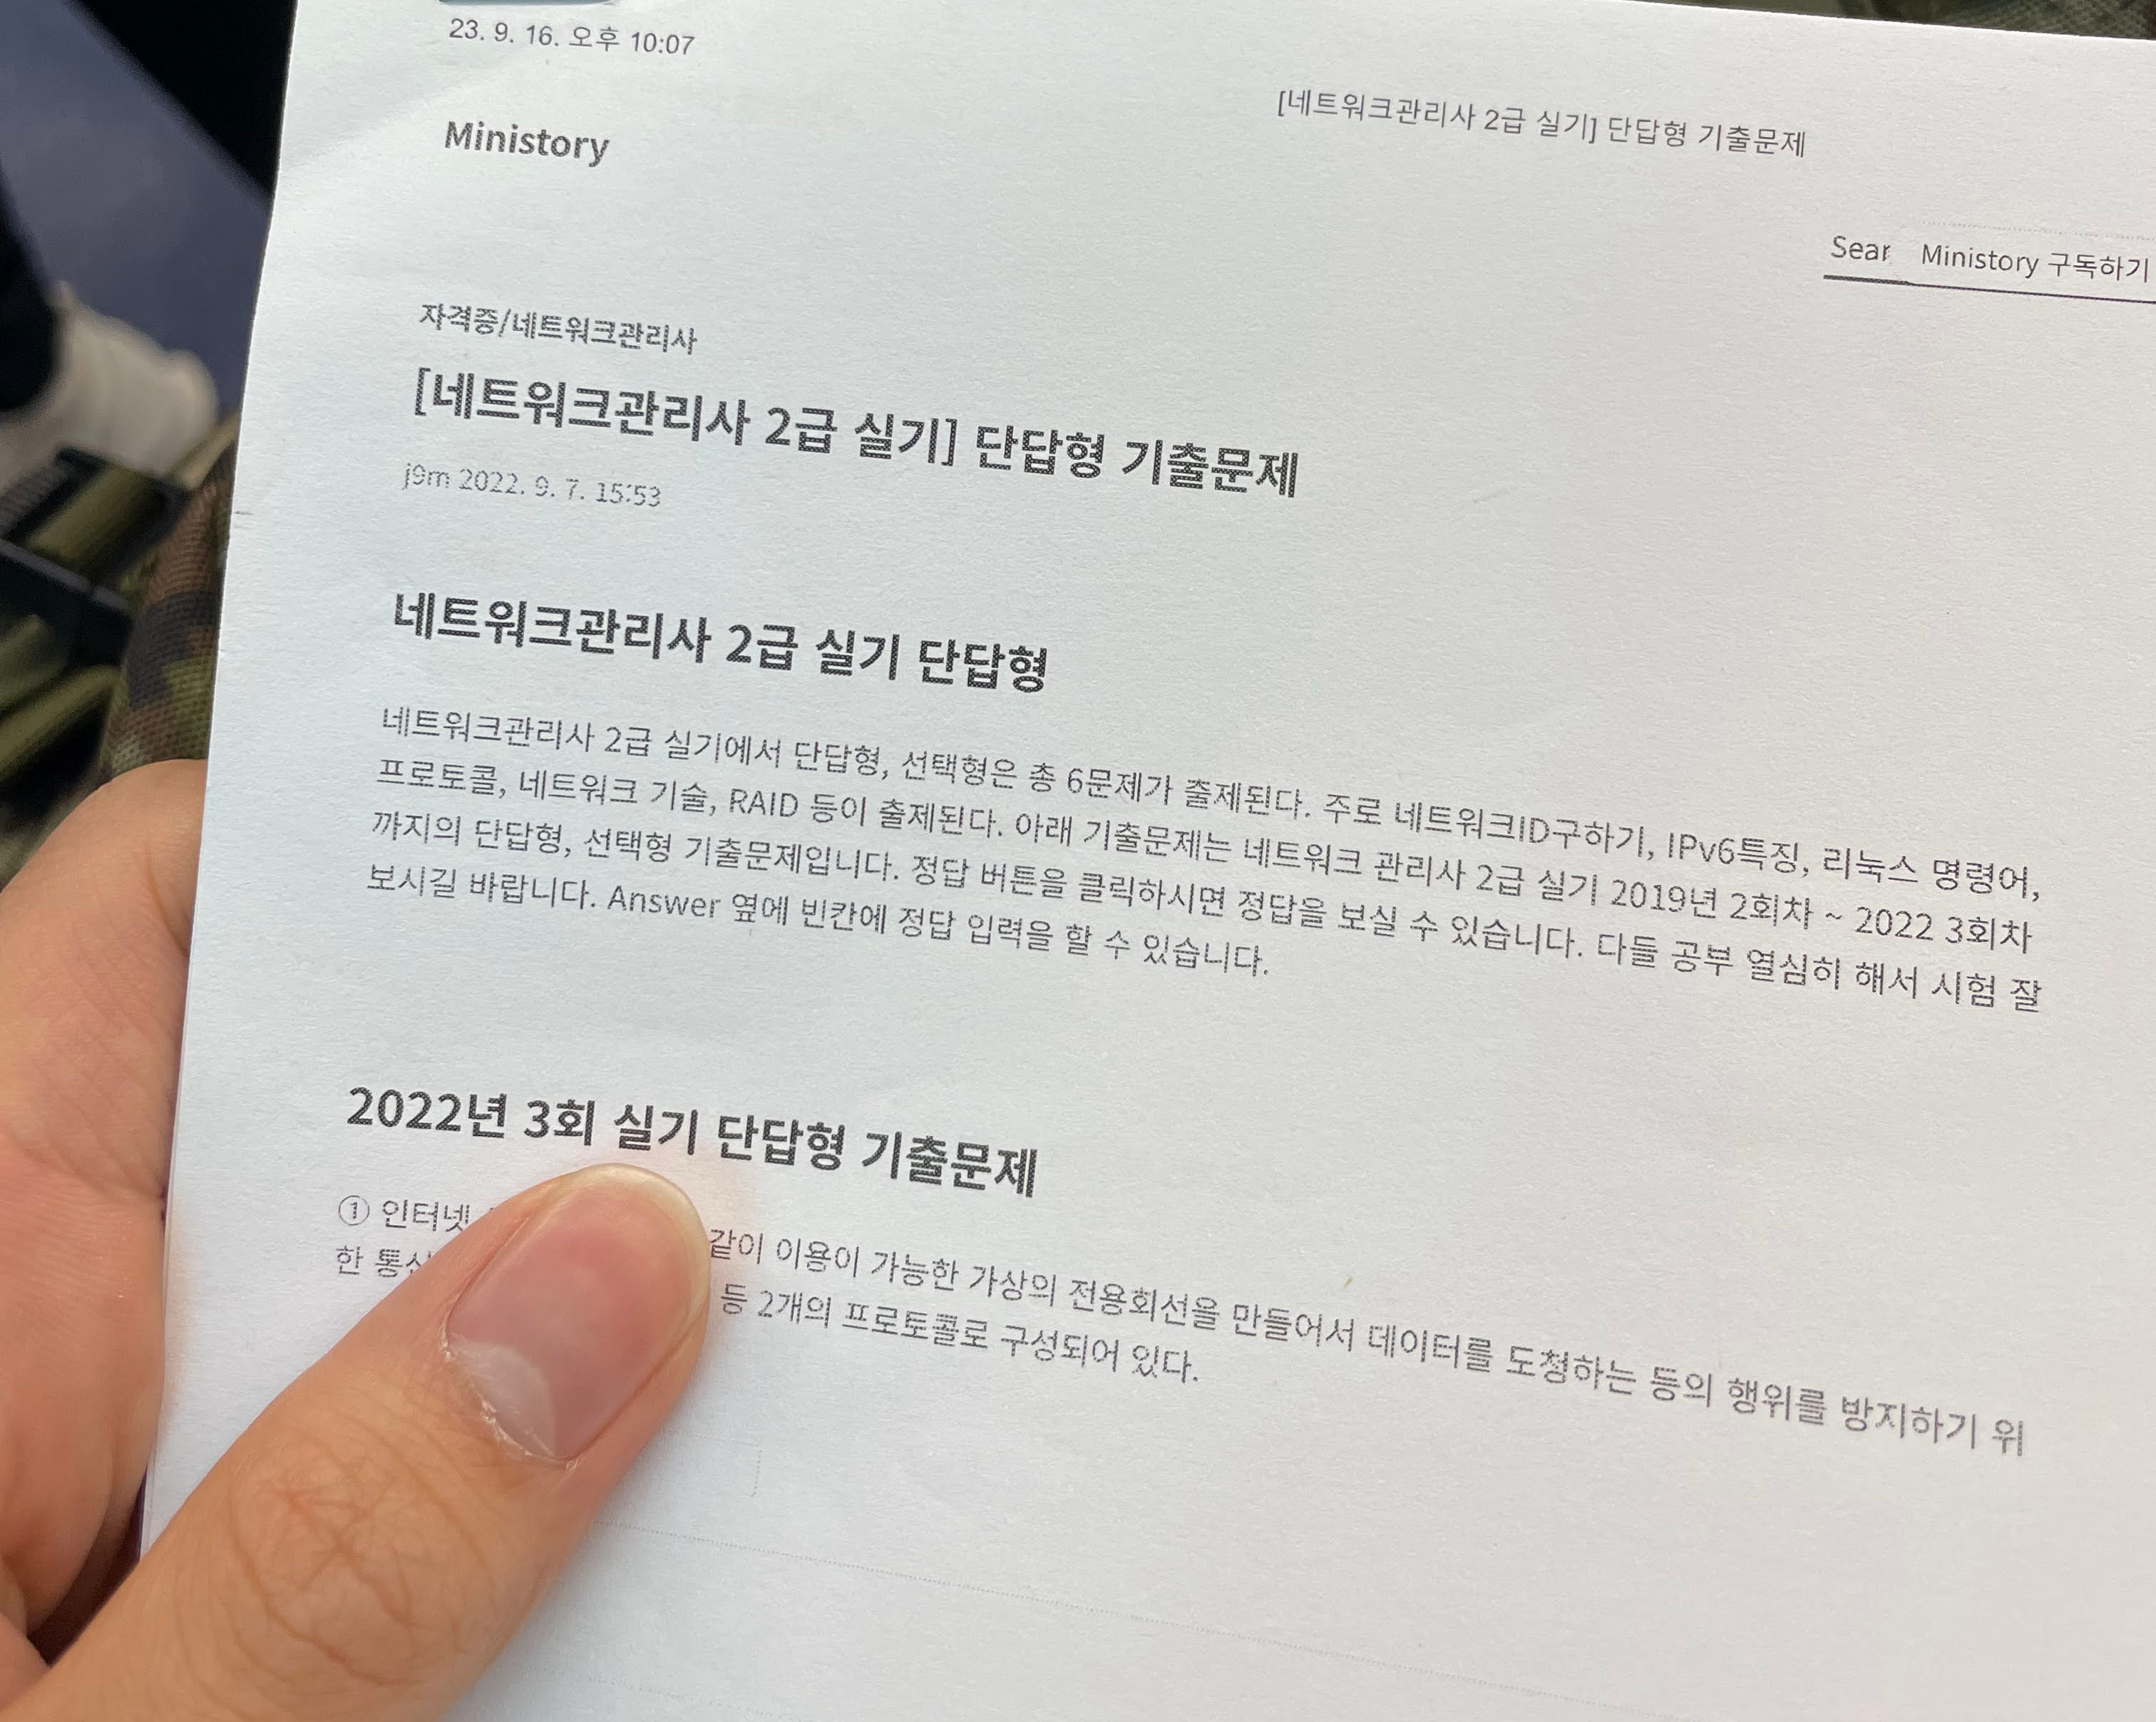 23. 9. 16. 오후 10:07
[네트워크관리사 2급 실기] 단답형 기출문제
Ministory
Sear Ministory 구독하기
자격증/네트워크관리사
[네트워크관리사 2급 실기] 단답형 기출문제
j9m 2022. 9. 7. 15:53
네트워크관리사 2급 실기 단답형
네트워크관리사 2급 실기에서 단답형, 선택형은 총 6문제가 출제된다. 주로 네트워크ID구하기, IPv6특징, 리눅스 명령어,
프로토콜, 네트워크 기술, RAID 등이 출제된다. 아래 기출문제는 네트워크 관리사 2급 실기 2019년 2회차 ~ 2022 3회차
까지의 단답형, 선택형 기출문제입니다. 정답 버튼을 클릭하시면 정답을 보실 수 있습니다. 다들 공부 열심히 해서 시험 잘
보시길 바랍니다. Answer 옆에 빈칸에 정답 입력을 할 수 있습니다.
2022년 3회 실기 단답형 기출문제
① 인터넷 같이 이용이 가능한 가상의 전용회선을 만들어서 데이터를 도청하는 등의 행위를 방지하기 위
한 등 2개의 프로토콜로 구성되어 있다.